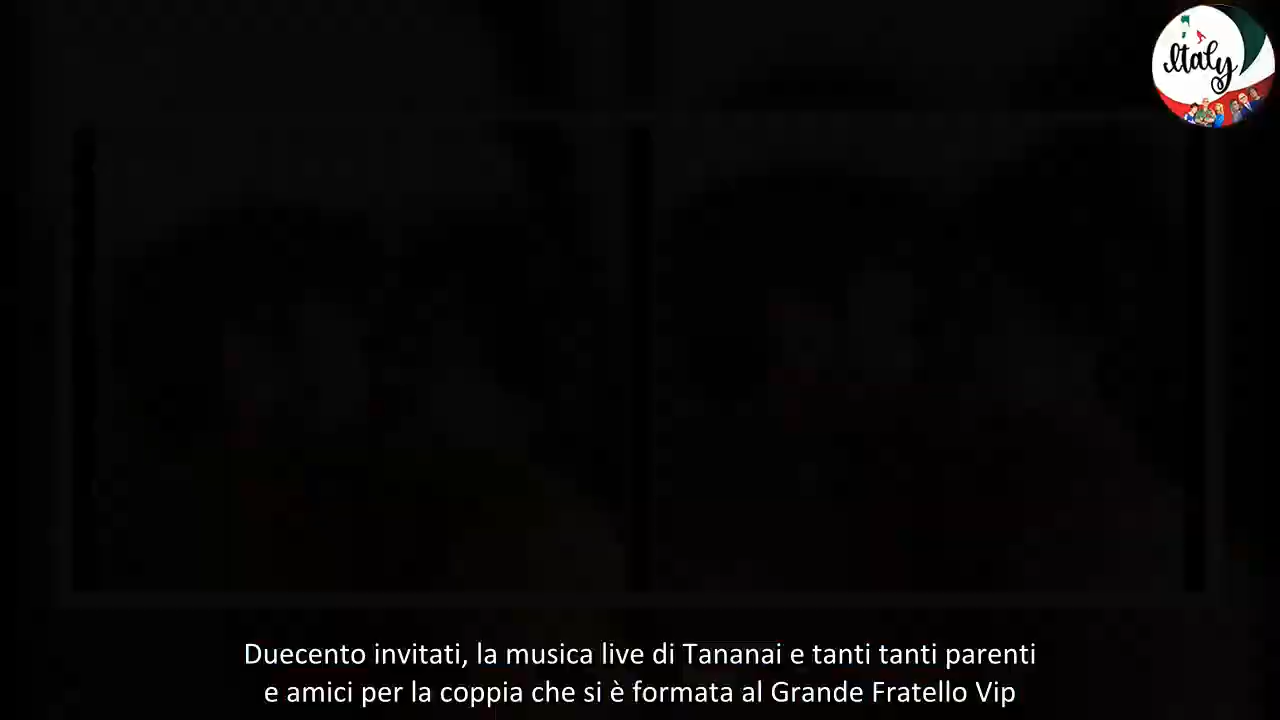 Italy
Duecento invitati, la musica live di Tananai e tanti tanti parenti
e amici per la coppia che si è formata al Grande Fratello Vip